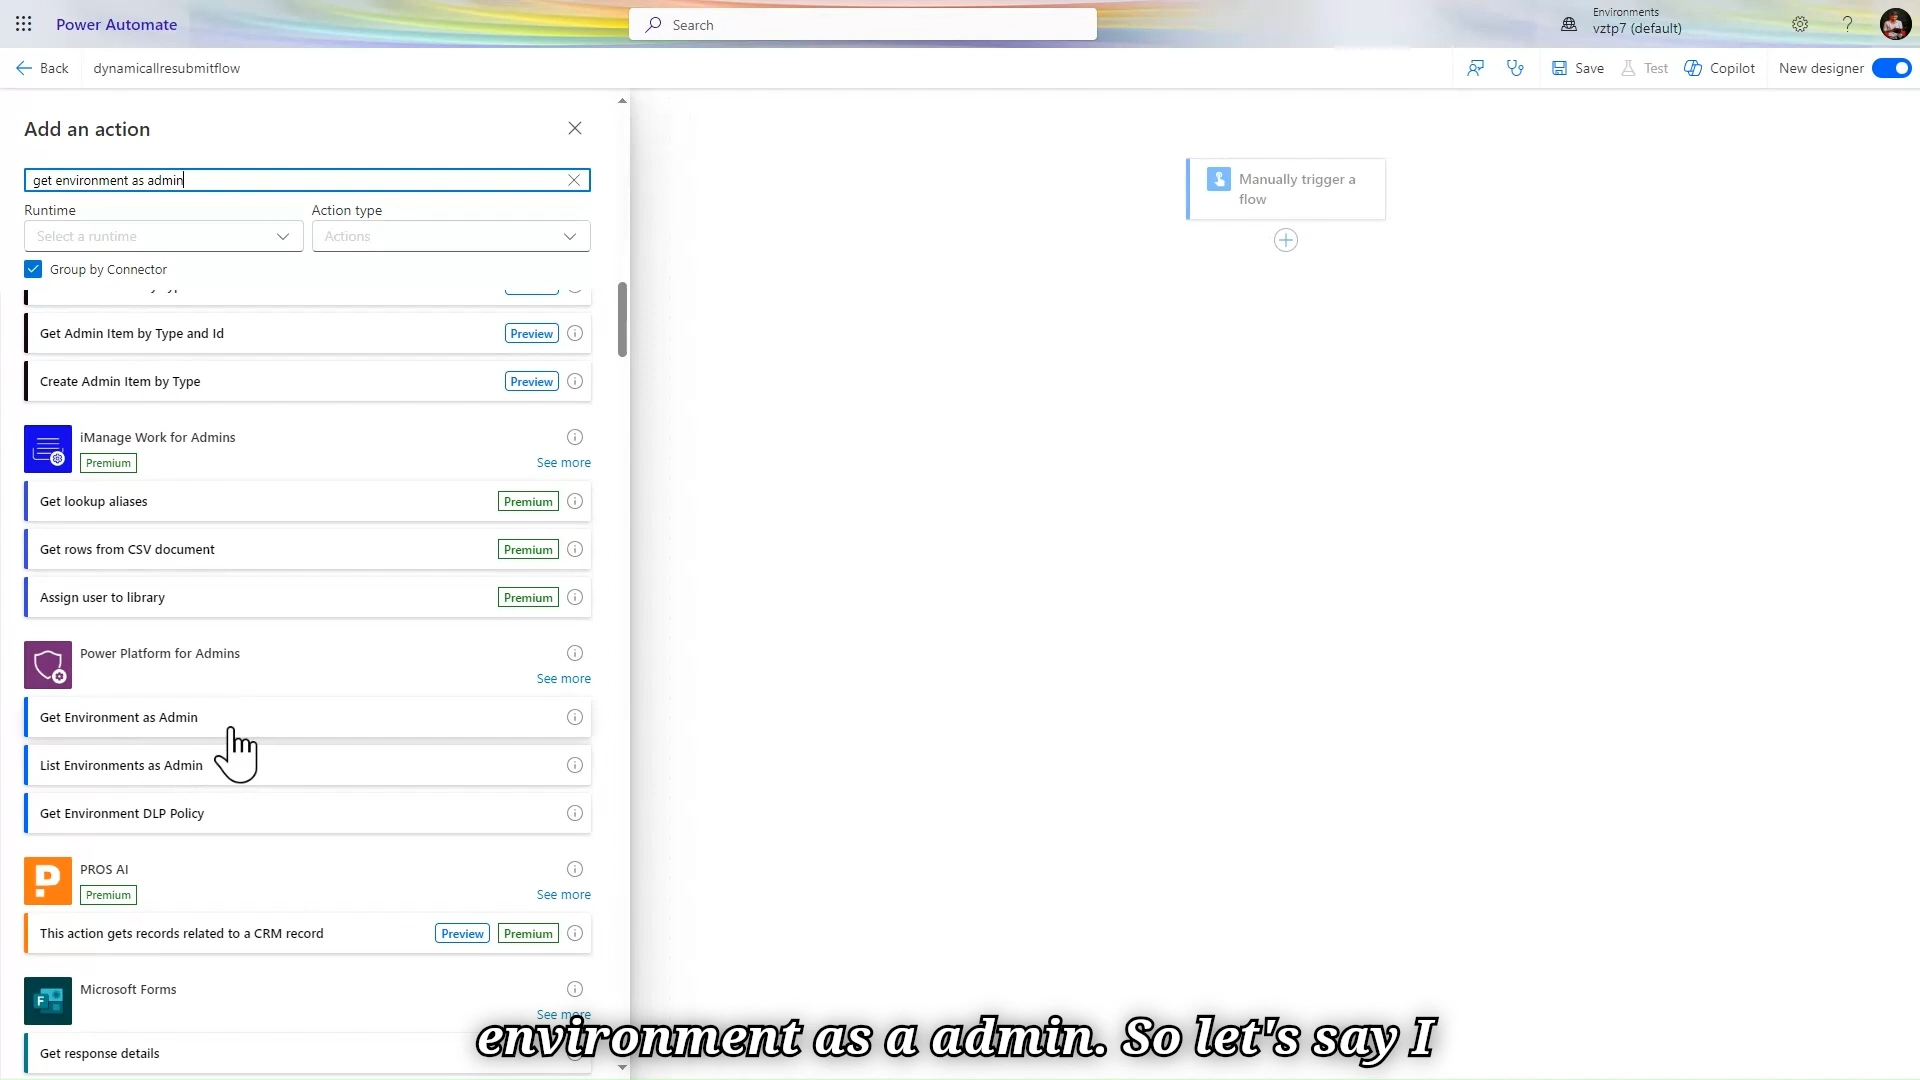 Power Automate
Search
Environments
vztp7 (default)
Back
dynamicallresubmitflow
Save
Test
Copilot
New designer
Add an action
get environment as admin
Runtime
Action type
Select a runtime
Actions
Group by Connector
Get Admin Item by Type and Id
Preview
Create Admin Item by Type
Preview
iManage Work for Admins
Premium
See more
Get lookup aliases
Premium
Get rows from CSV document
Premium
Assign user to library
Premium
Power Platform for Admins
See more
Get Environment as Admin
List Environments as Admin
Get Environment DLP Policy
PROS AI
Premium
See more
This action gets records related to a CRM record
Preview
Premium
Microsoft Forms
See more
Get response details
Manually trigger a
flow
environment as a admin. So let's say I